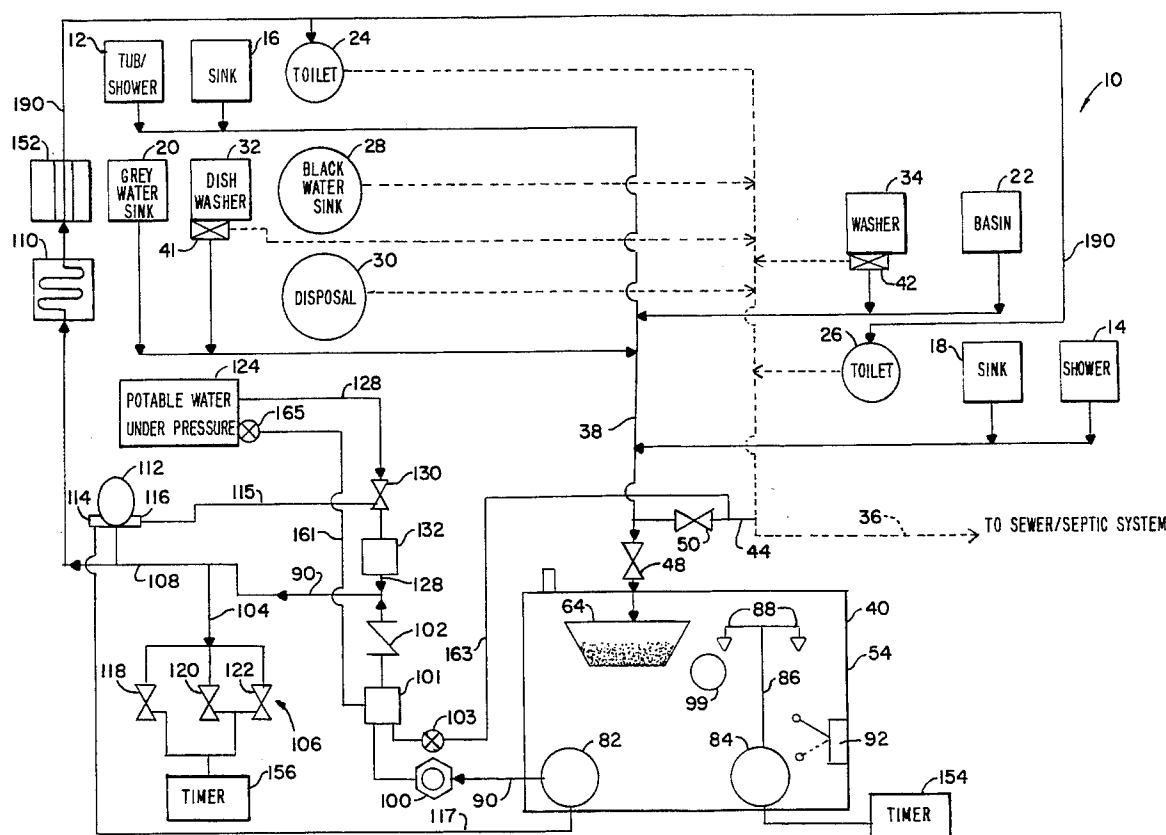 12
16
24
TUB/
SHOWER
SINK
TOILET
10
190
152
20
32
28
34
22
GREY
WATER
SINK
DISH
WASHER
BLACK
WATER
SINK
WASHER
BASIN
41
190
110
30
42
DISPOSAL
26
18
14
TOILET
SINK
SHOWER
124
128
POTABLE WATER
UNDER PRESSURE
165
38
112
130
114
116
115
161
132
50
44
36
TO SEWER/SEPTIC SYSTEM
108
90
128
48
104
102
163
64
88
40
118
120
122
101
99
86
54
106
103
82
84
92
156
TIMER
100
90
154
TIMER
117